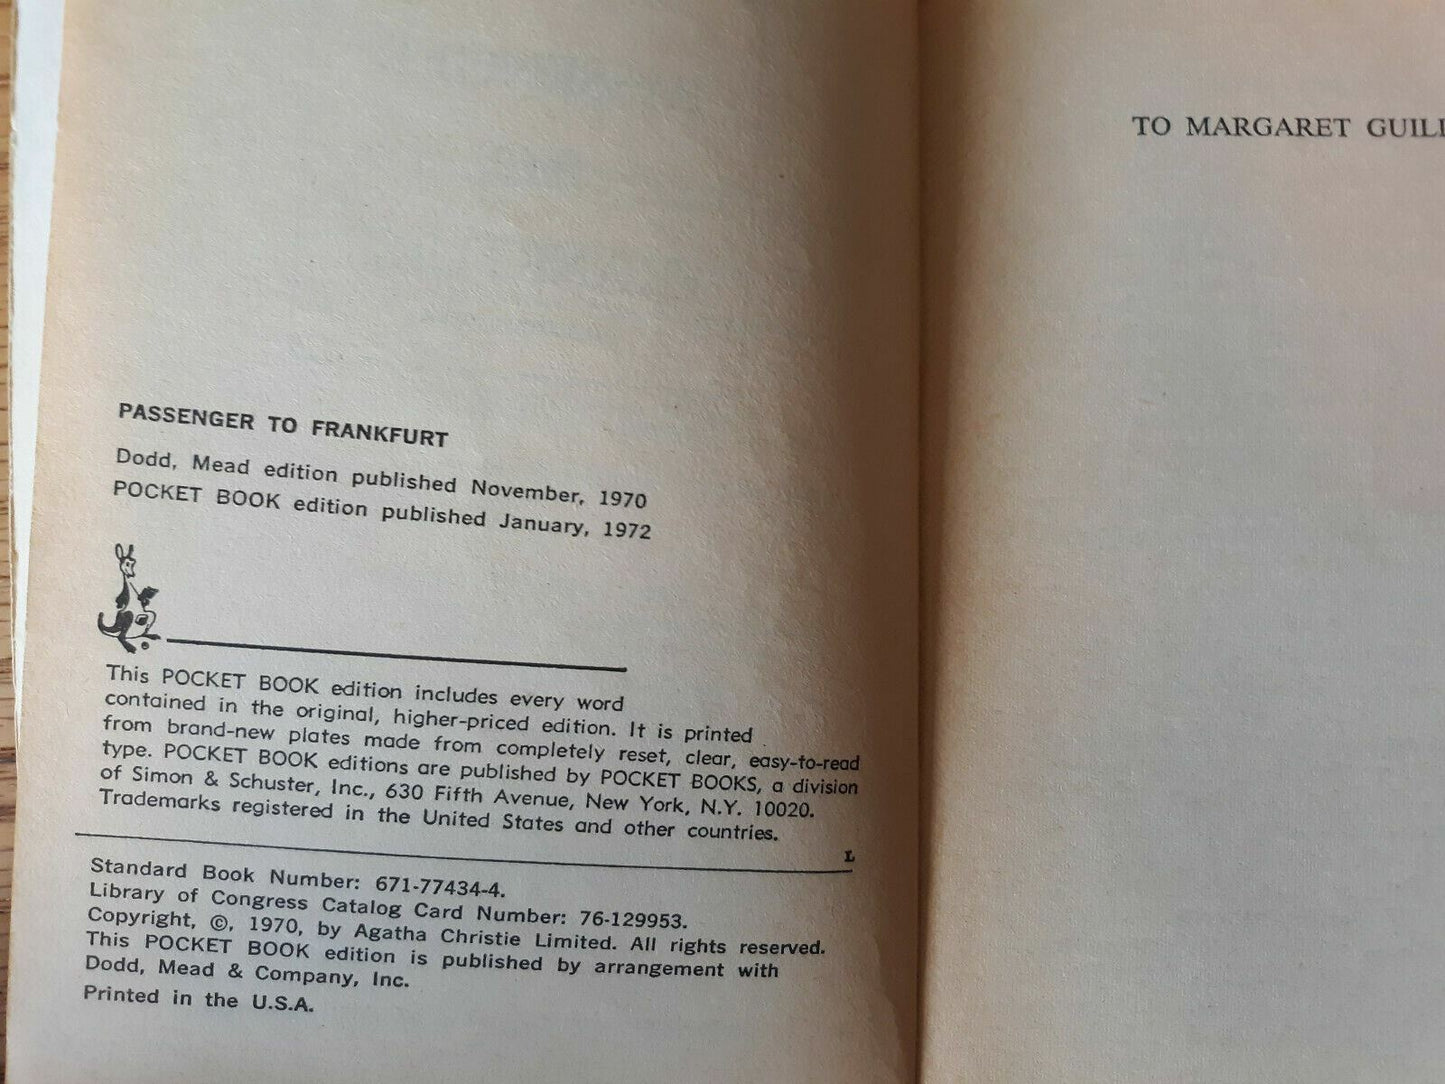 PASSENGER TO FRANKFURT
Dodd, Mead edition published November, 1970
POCKET BOOK edition published January, 1972
This POCKET BOOK edition includes every word
contained in the original, higher-priced edition. It is printed
from brand-new plates made from completely reset, clear, easy-to-read
type. POCKET BOOK editions are published by POCKET BOOKS, a division
of Simon & Schuster, Inc., 630 Fifth Avenue, New York, N.Y. 10020.
Trademarks registered in the United States and other countries.
L
Standard Book Number: 671-77434-4.
Library of Congress Catalog Card Number: 76-129953.
Copyright, ©, 1970, by Agatha Christie Limited. All rights reserved.
This POCKET BOOK edition is published by arrangement with
Dodd, Mead & Company, Inc.
Printed in the U.S.A.
TO MARGARET